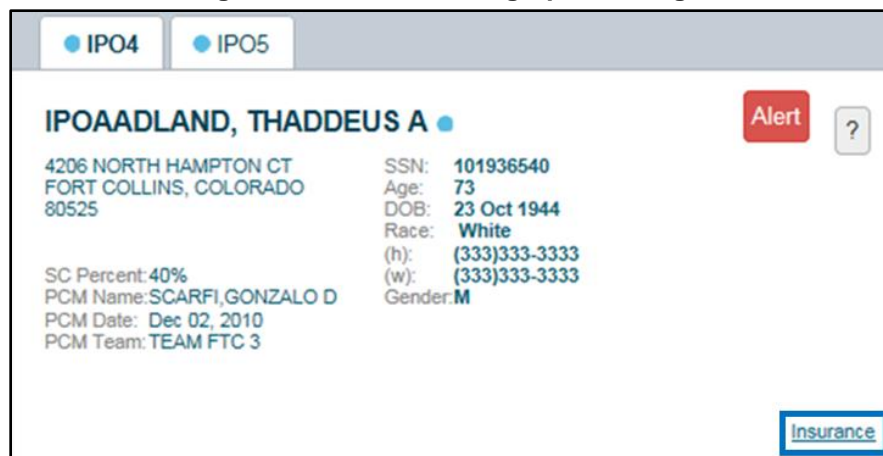 IPO4 IPO5
IPOAADLAND, THADDEUS A
Alert
?
4206 NORTH HAMPTON CT
FORT COLLINS, COLORADO
80525
SC Percent:40%
PCM Name:SCARFI,GONZALO D
PCM Date: Dec 02, 2010
PCM Team:TEAM FTC 3
SSN: 101936540
Age: 73
DOB: 23 Oct 1944
Race: White
(h): (333)333-3333
(w): (333)333-3333
Gender:M
Insurance